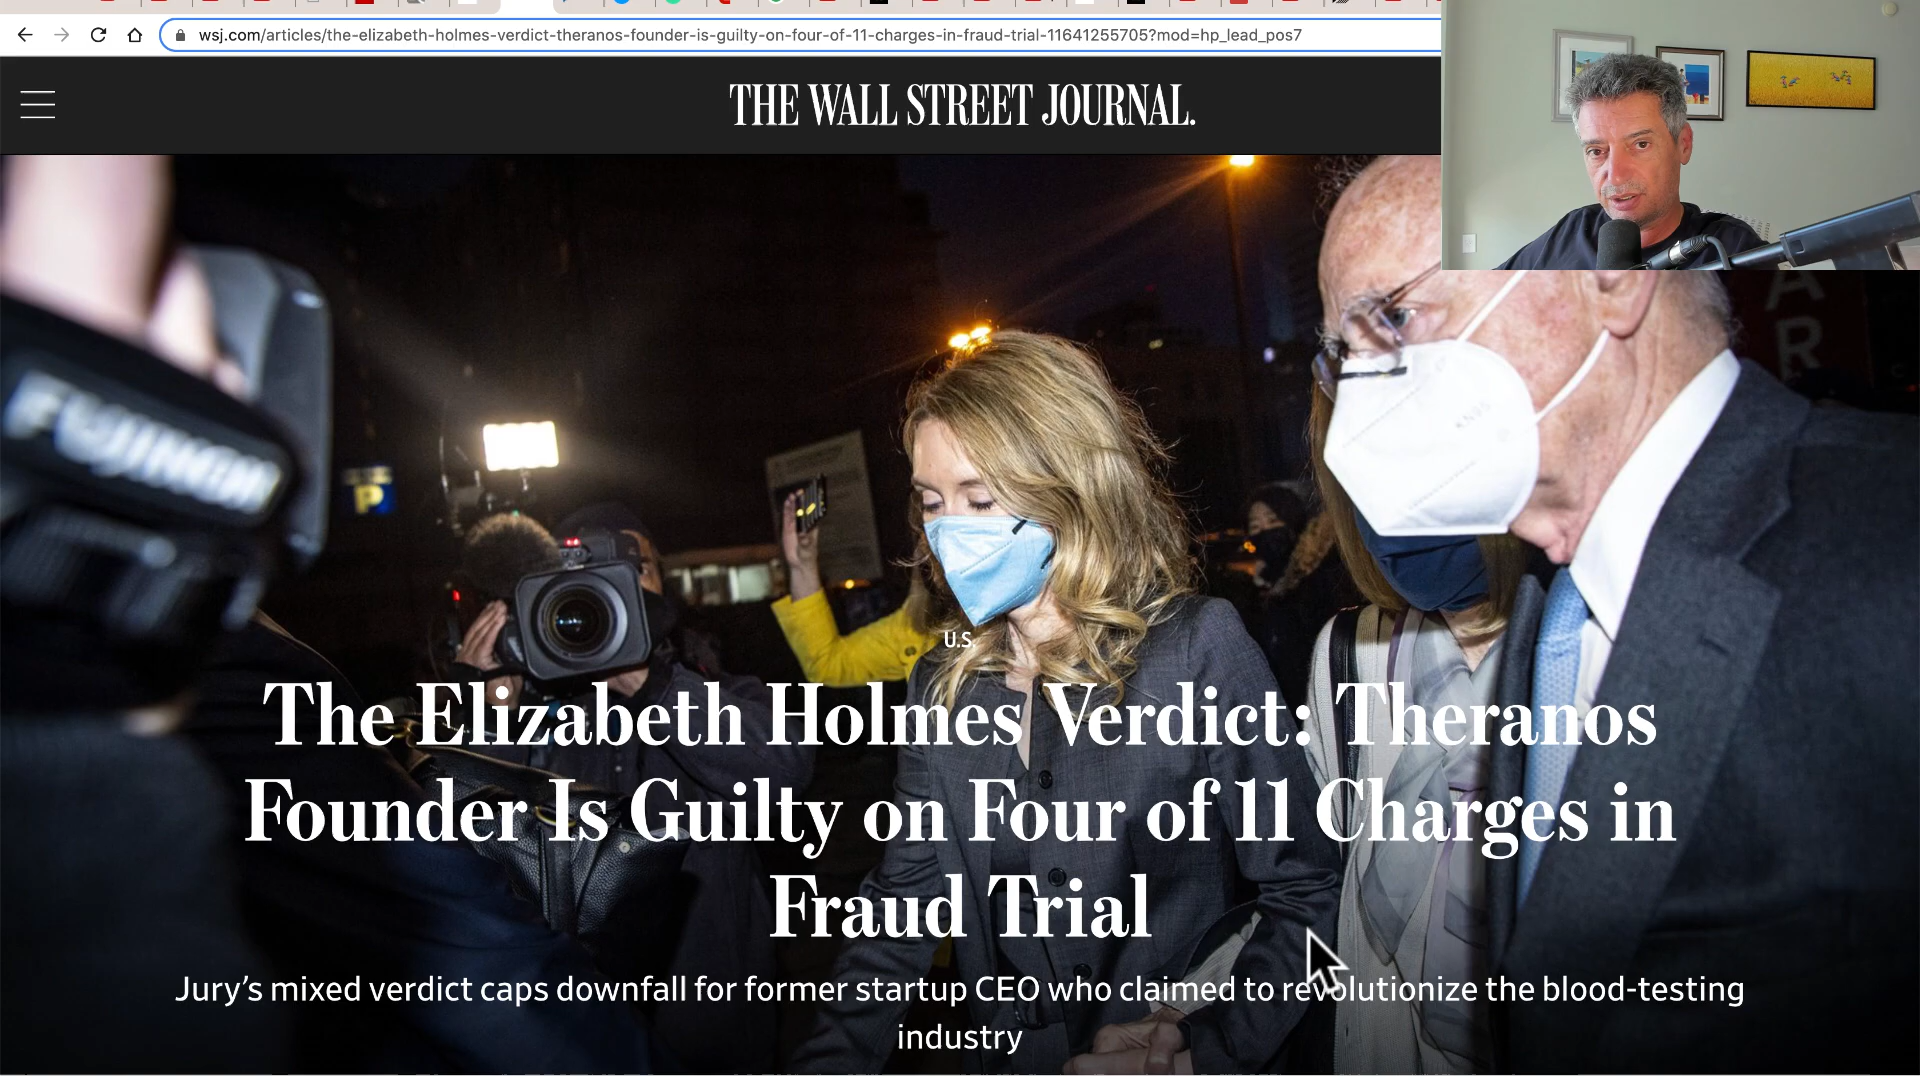 wsj.com/articles/the-elizabeth-holmes-verdict-theranos-founder-is-guilty-on-four-of-11-charges-in-fraud-trial-11641255705?mod=hp_lead_pos7
THE WALL STREET JOURNAL.
AR
FUJINON
P
KN95
U.S.
The Elizabeth Holmes Verdict: Theranos
Founder Is Guilty on Four of 11 Charges in
Fraud Trial
Jury's mixed verdict caps downfall for former startup CEO who claimed to revolutionize the blood-testing
industry